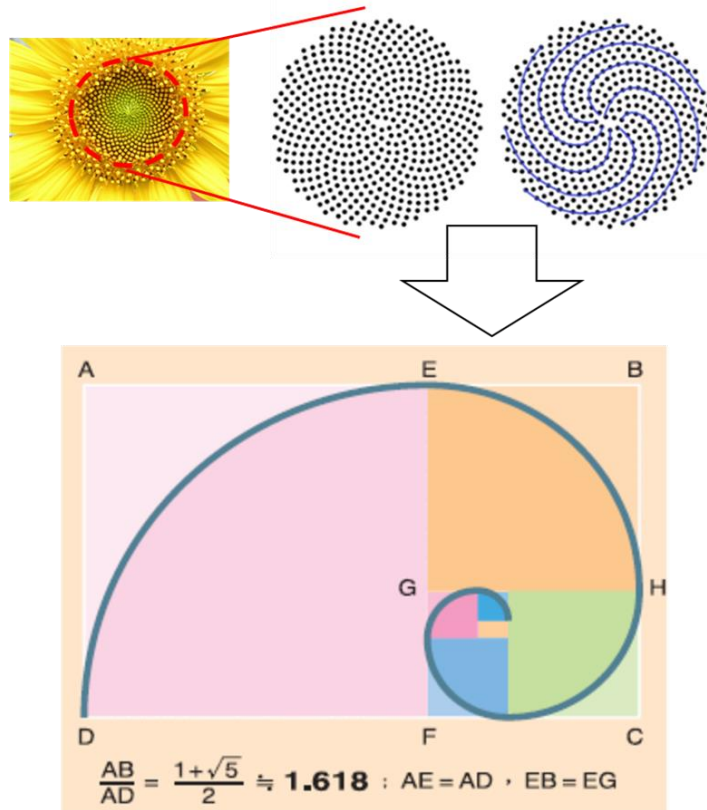 A E B
G H
D F C
AB/AD = (1+√5)/2 ≒ 1.618 : AE=AD , EB=EG